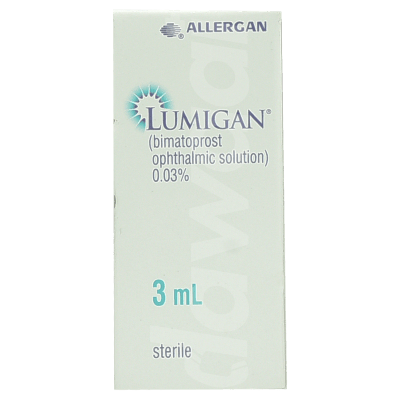 ALLERGAN
LUMIGAN®
(bimatoprost
ophthalmic solution)
0.03%
3 mL
sterile